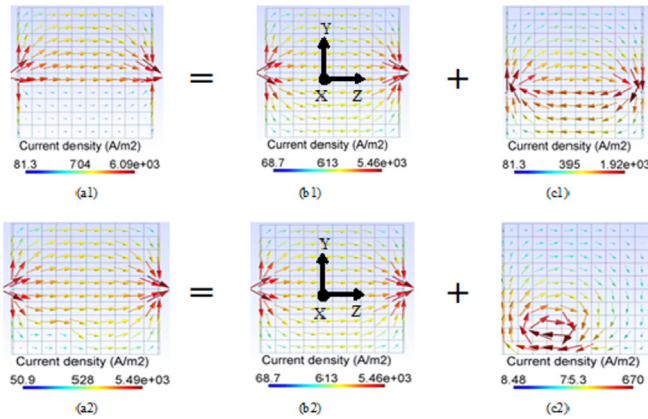 Y
X Z
= +
Current density (A/m2) Current density (A/m2) Current density (A/m2)
81.3 704 6.09e+03 68.7 613 5.46e+03 81.3 395 1.92e+03
(a1) (b1) (c1)
Y
X Z
= +
Current density (A/m2) Current density (A/m2) Current density (A/m2)
50.9 528 5.49e+03 68.7 613 5.46e+03 8.48 75.3 670
(a2) (b2) (c2)